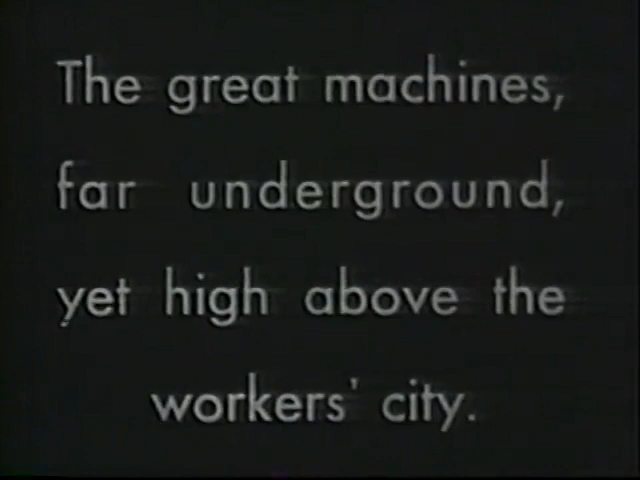 The great machines,
far underground,
yet high above the
workers' city.